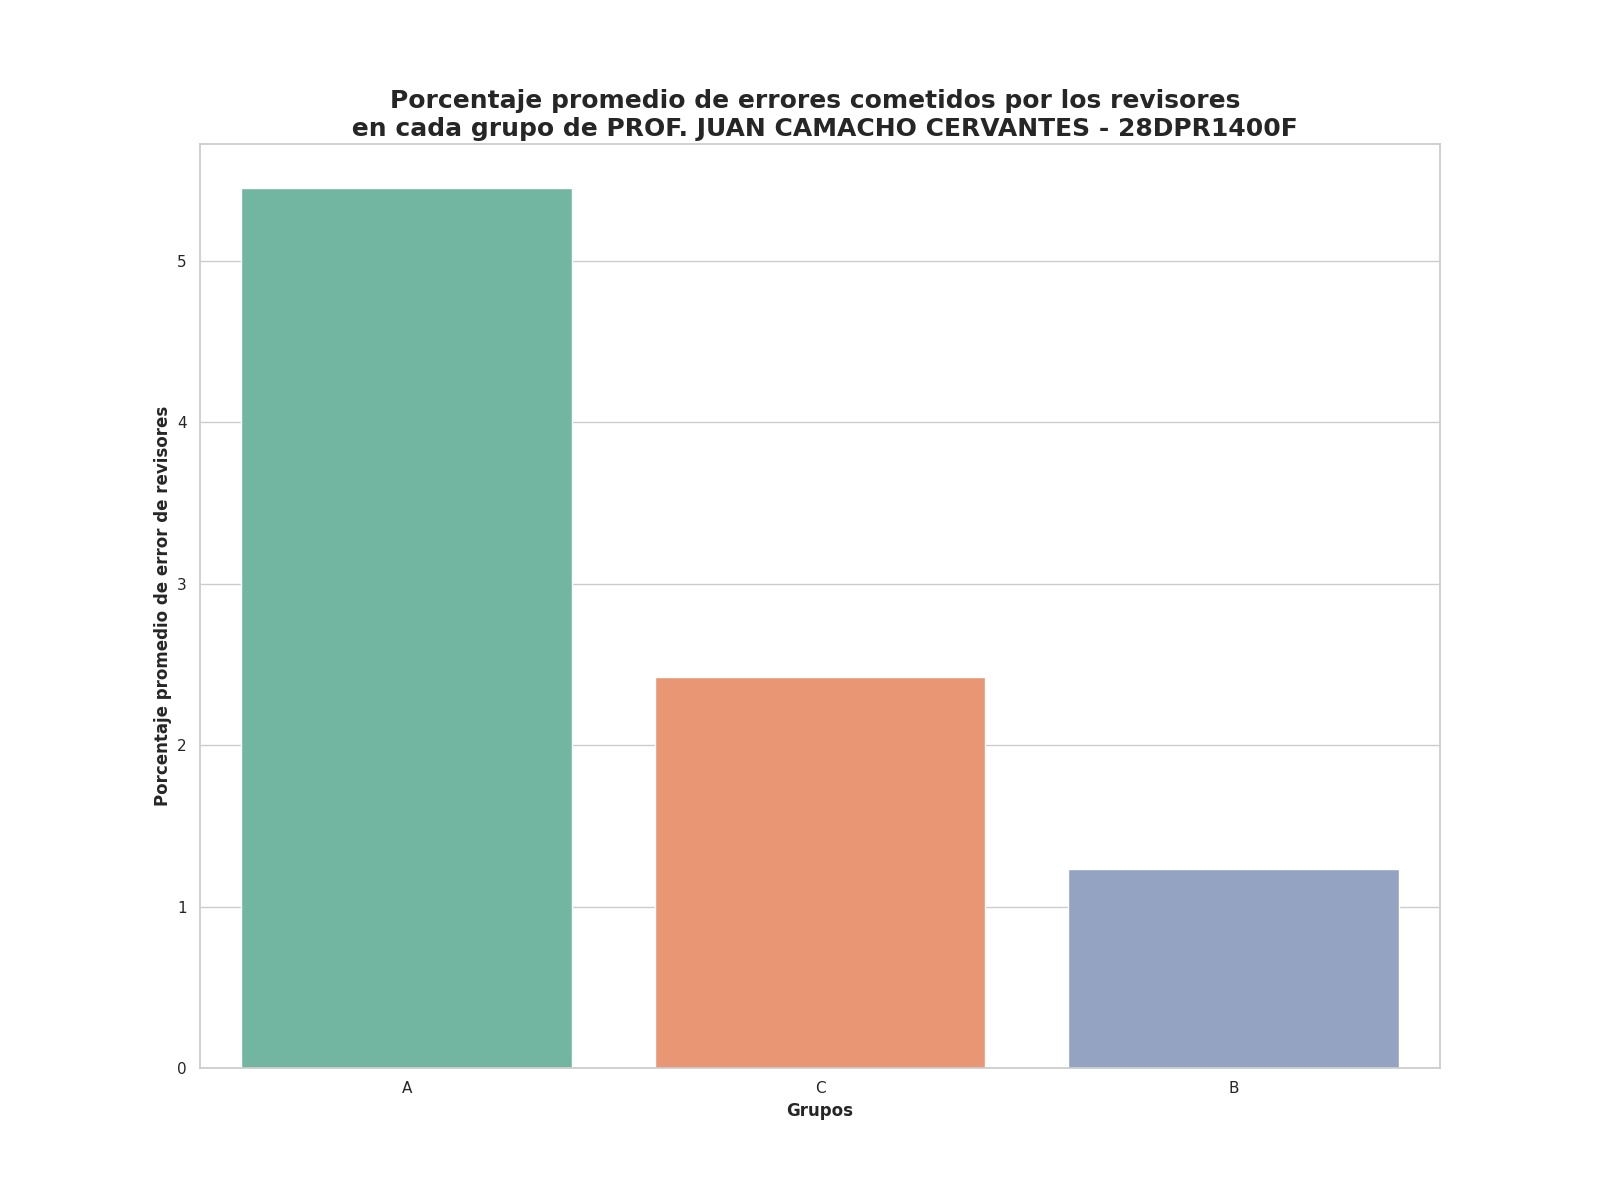 Porcentaje promedio de errores cometidos por los revisores
en cada grupo de PROF. JUAN CAMACHO CERVANTES - 28DPR1400F
Porcentaje promedio de error de revisores
5
4
3
2
1
0
A
C
B
Grupos